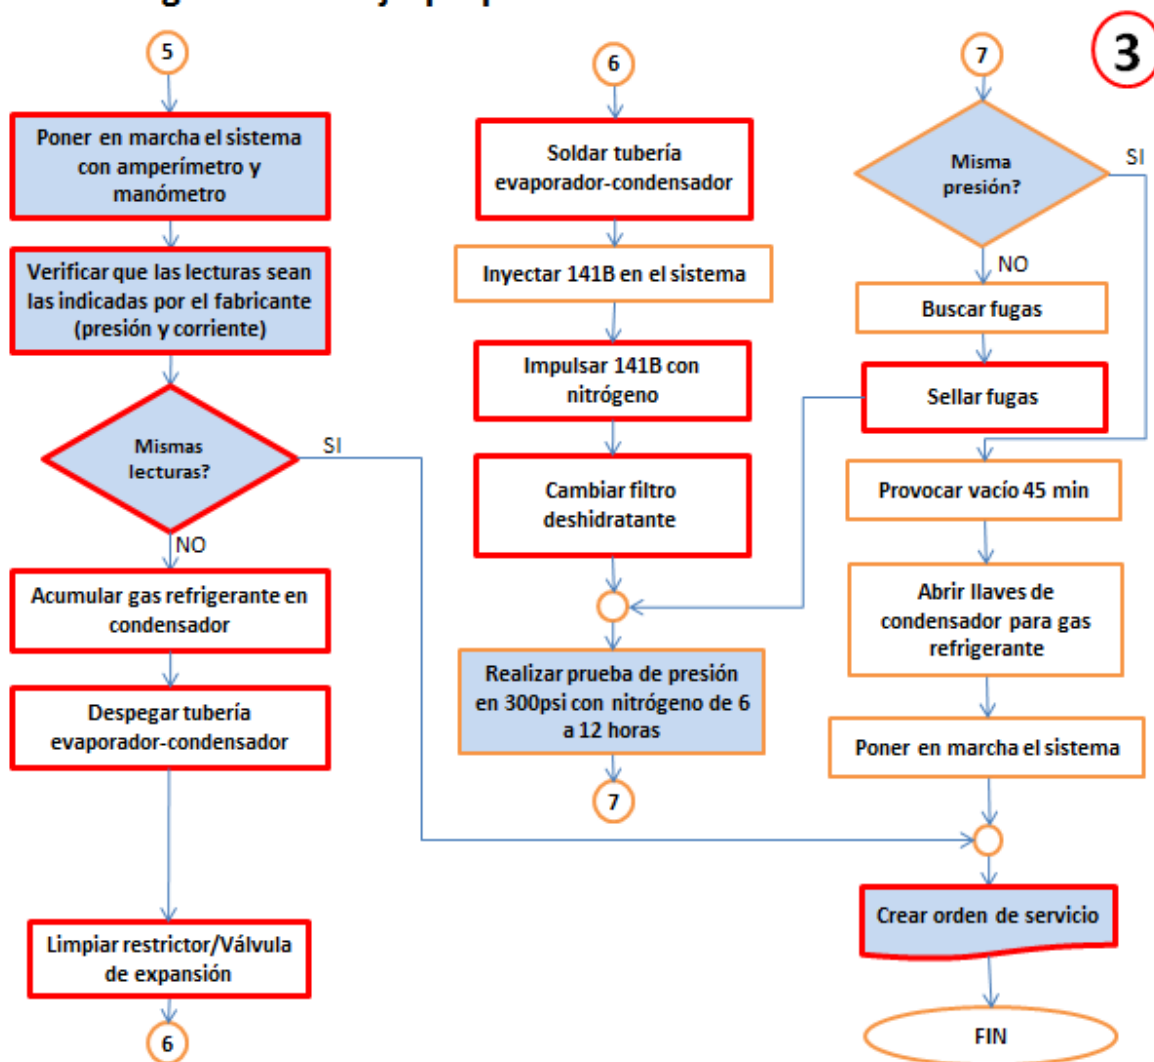 3
5
Poner en marcha el sistema
con amperímetro y
manómetro
Verificar que las lecturas sean
las indicadas por el fabricante
(presión y corriente)
Mismas
lecturas?
SI
NO
Acumular gas refrigerante en
condensador
Despegar tubería
evaporador-condensador
Limpiar restrictor/Válvula
de expansión
6
6
Soldar tubería
evaporador-condensador
Inyectar 141B en el sistema
Impulsar 141B con
nitrógeno
Cambiar filtro
deshidratante
Realizar prueba de presión
en 300psi con nitrógeno de 6
a 12 horas
7
7
Misma
presión?
SI
NO
Buscar fugas
Sellar fugas
Provocar vacío 45 min
Abrir llaves de
condensador para gas
refrigerante
Poner en marcha el sistema
Crear orden de servicio
FIN